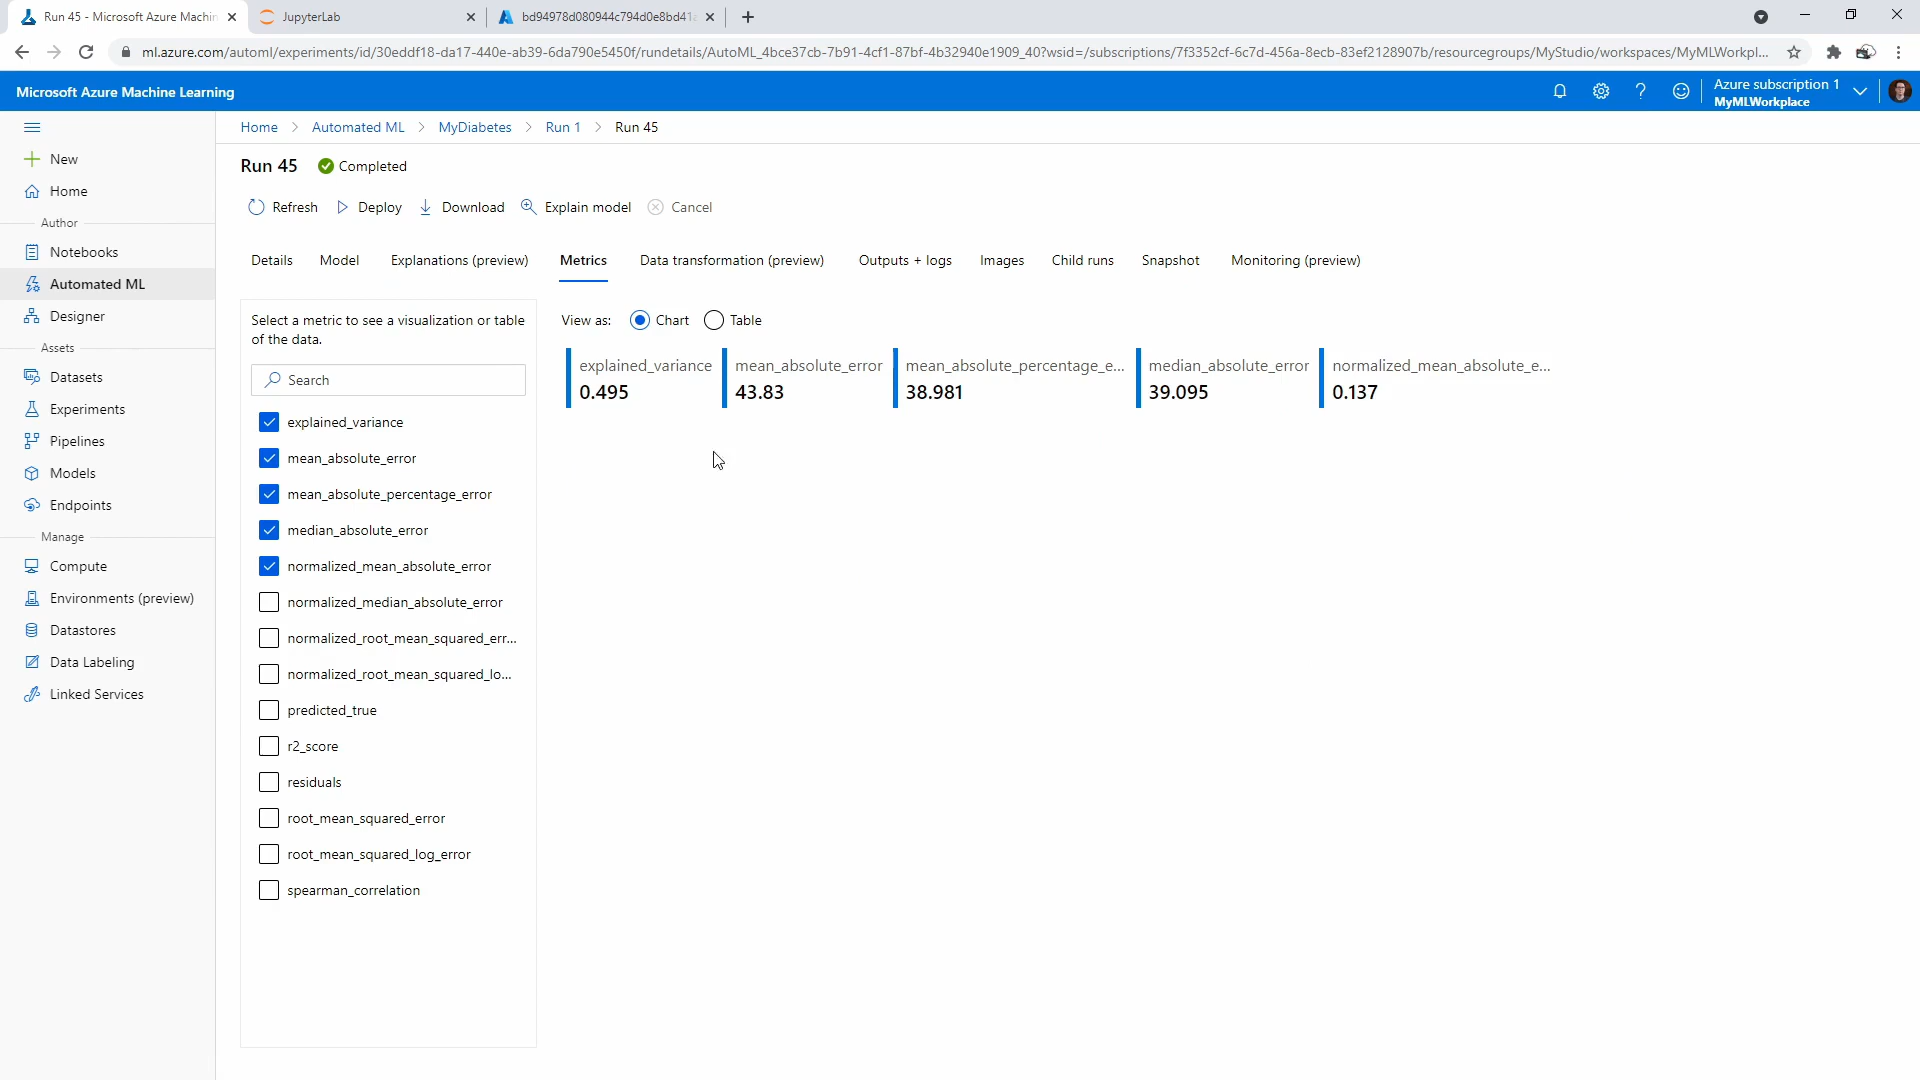 Run 45 - Microsoft Azure Machin
JupyterLab
bd94978d080944c794d0e8bd41
ml.azure.com/automl/experiments/id/30eddf18-da17-440e-ab39-6da790e5450f/rundetails/AutoML_4bce37cb-7b91-4cf1-87bf-4b32940e1909_40?wsid=/subscriptions/7f3352cf-6c7d-456a-8ecb-83ef2128907b/resourcegroups/MyStudio/workspaces/MyMLWorkpl...
Microsoft Azure Machine Learning
Azure subscription 1
MyMLWorkplace
New
Home
Author
Notebooks
Automated ML
Designer
Assets
Datasets
Experiments
Pipelines
Models
Endpoints
Manage
Compute
Environments (preview)
Datastores
Data Labeling
Linked Services
Home > Automated ML > MyDiabetes > Run 1 > Run 45
Run 45 Completed
Refresh Deploy Download Explain model Cancel
Details Model Explanations (preview) Metrics Data transformation (preview) Outputs + logs Images Child runs Snapshot Monitoring (preview)
Select a metric to see a visualization or table
of the data.
Search
explained_variance
mean_absolute_error
mean_absolute_percentage_error
median_absolute_error
normalized_mean_absolute_error
normalized_median_absolute_error
normalized_root_mean_squared_err...
normalized_root_mean_squared_lo...
predicted_true
r2_score
residuals
root_mean_squared_error
root_mean_squared_log_error
spearman_correlation
View as: Chart Table
explained_variance
0.495
mean_absolute_error
43.83
mean_absolute_percentage_e...
38.981
median_absolute_error
39.095
normalized_mean_absolute_e...
0.137